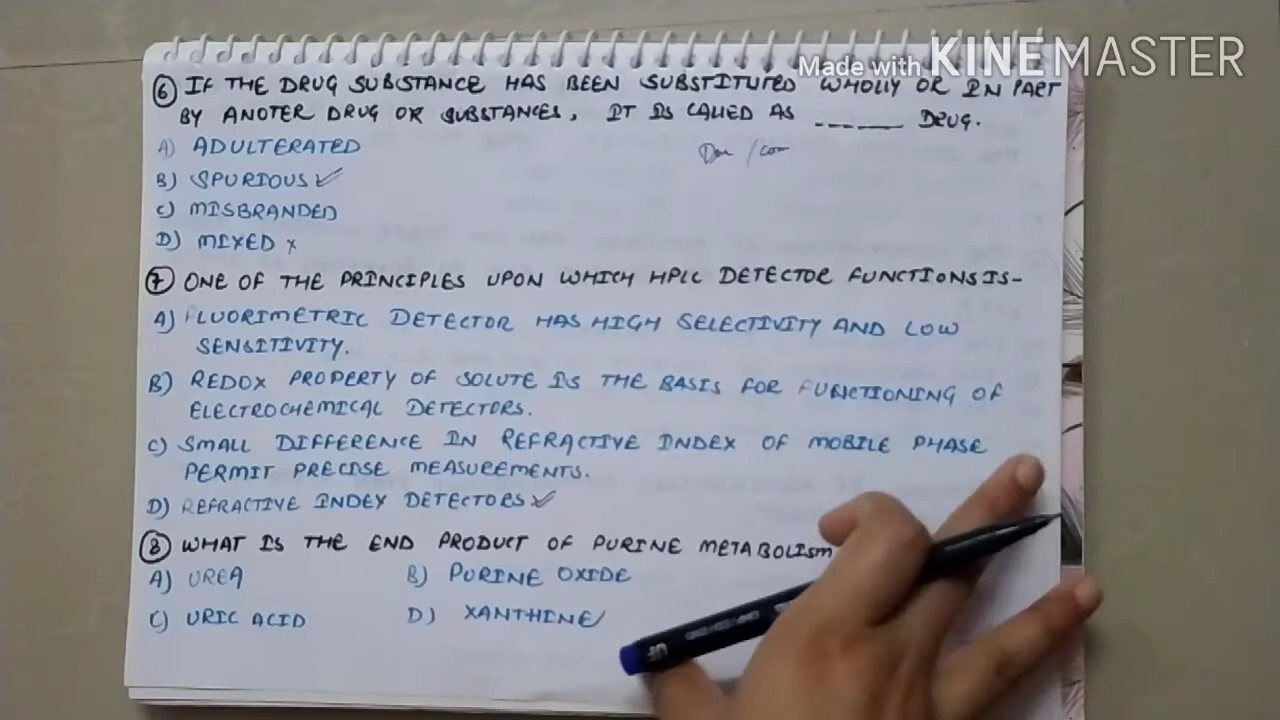 Made with KINEMASTER
6 IF THE DRUG SUBSTANCE HAS BEEN SUBSTITUTED WHOLLY OR IN PART
BY ANOTER DRUG OR SUBSTANCES, IT IS CALLED AS ______ DRUG.
A) ADULTERATED
B) SPURIOUS ✓
C) MISBRANDED
D) MIXED x
7 ONE OF THE PRINCIPLES UPON WHICH HPLC DETECTOR FUNCTIONS IS-
A) FLUORIMETRIC DETECTOR HAS HIGH SELECTIVITY AND LOW
SENSITIVITY.
B) REDOX PROPERTY OF SOLUTE IS THE BASIS FOR FUNCTIONING OF
ELECTROCHEMICAL DETECTORS.
C) SMALL DIFFERENCE IN REFRACTIVE INDEX OF MOBILE PHASE
PERMIT PRECISE MEASUREMENTS.
D) REFRACTIVE INDEX DETECTORS ✓
8 WHAT IS THE END PRODUCT OF PURINE METABOLISM
A) UREA B) PURINE OXIDE
C) URIC ACID D) XANTHINE